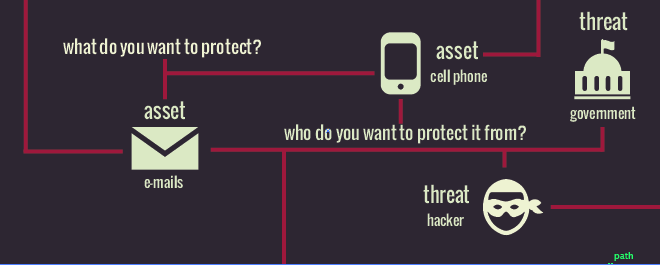 threat
what do you want to protect?
asset
cell phone
asset
government
who do you want to protect it from?
e-mails
threat
hacker
path